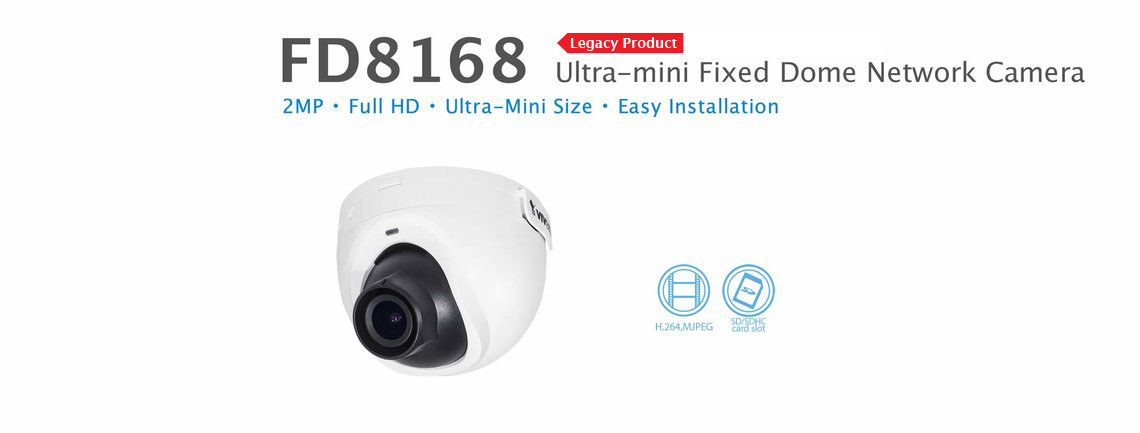 FD8168
Legacy Product
Ultra-mini Fixed Dome Network Camera
2MP • Full HD • Ultra-Mini Size • Easy Installation
H.264,MJPEG
SD/SDHC
card slot